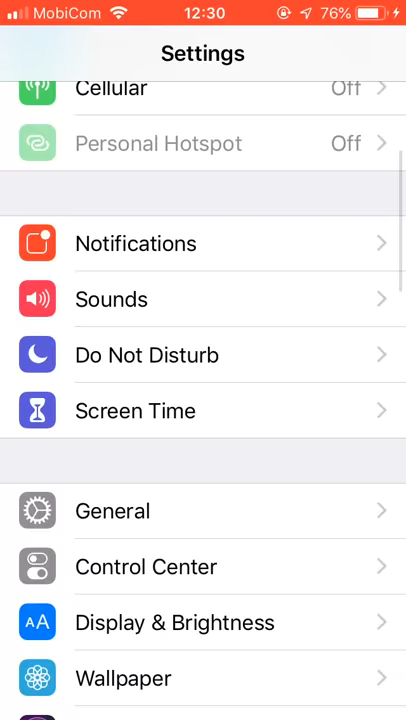 MobiCom 12:30 76%
Settings
Cellular Off
Personal Hotspot Off
Notifications
Sounds
Do Not Disturb
Screen Time
General
Control Center
AA Display & Brightness
Wallpaper